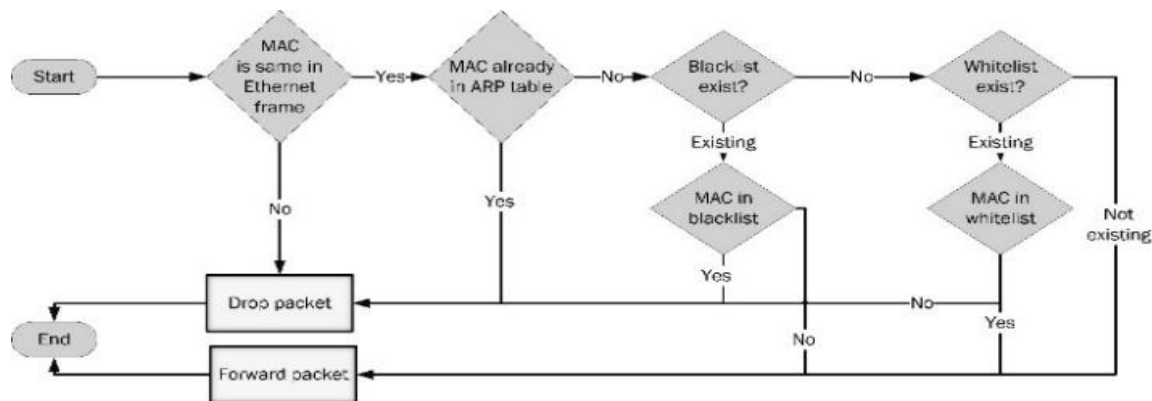 Start
MAC
is same in
Ethernet
frame
Yes
MAC already
in ARP table
No
Blacklist
exist?
No
Whitelist
exist?
Existing
Existing
No
Yes
MAC in
blacklist
MAC in
whitelist
Not
existing
Yes
Drop packet
No
Yes
End
No
Forward packet